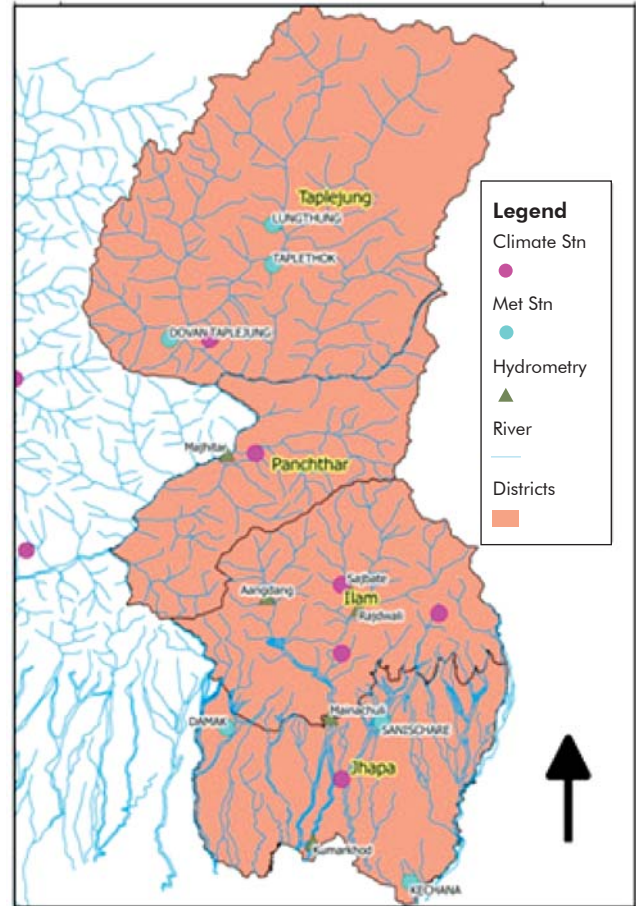 Taplejung
LUNGTHUNG
TAPLETHOK
DOVAN TAPLEJUNG
Majhitar
Panchthar
Sajbate
Aangdang
Ilam
Rajdwali
Mainachuli
DAMAK
SANISCHARE
Jhapa
Kumarkhod
KECHANA
Legend
Climate Stn
Met Stn
Hydrometry
River
Districts